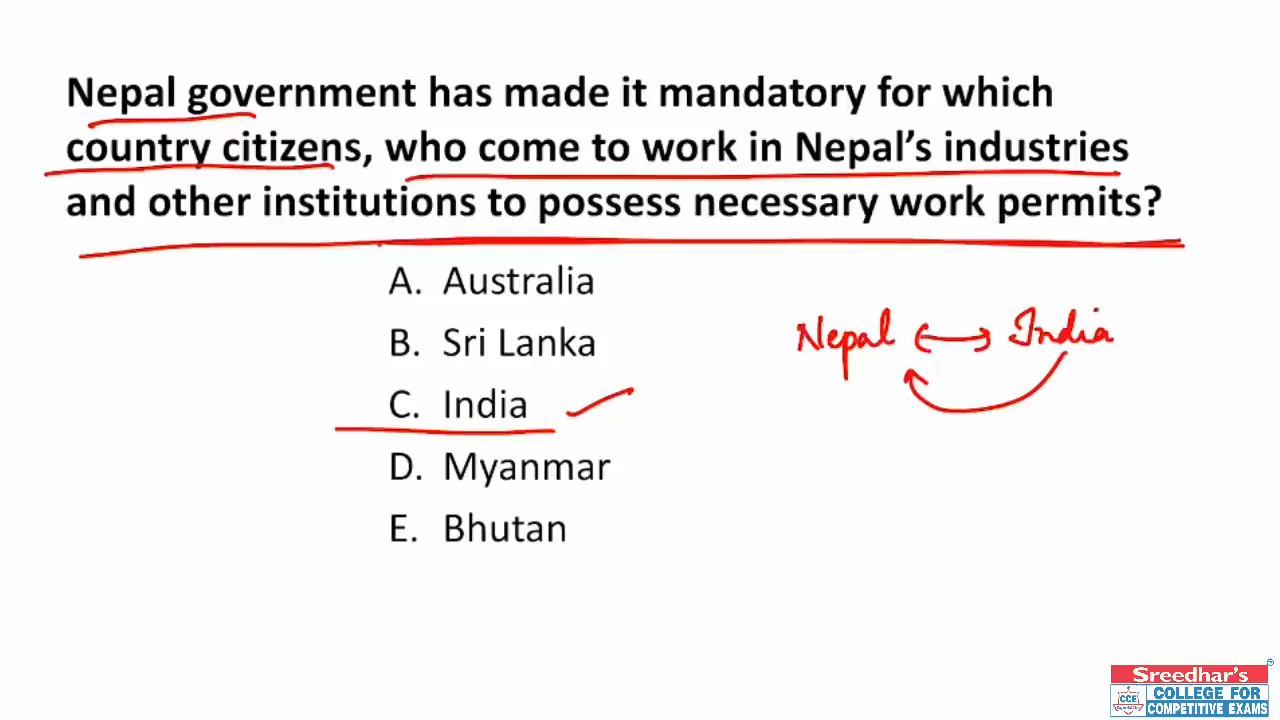 Nepal government has made it mandatory for which
country citizens, who come to work in Nepal's industries
and other institutions to possess necessary work permits?
A. Australia
B. Sri Lanka
Nepal ↔ India
C. India ✓
D. Myanmar
E. Bhutan
Sreedhar's
CCE
COLLEGE FOR
COMPETITIVE EXAMS